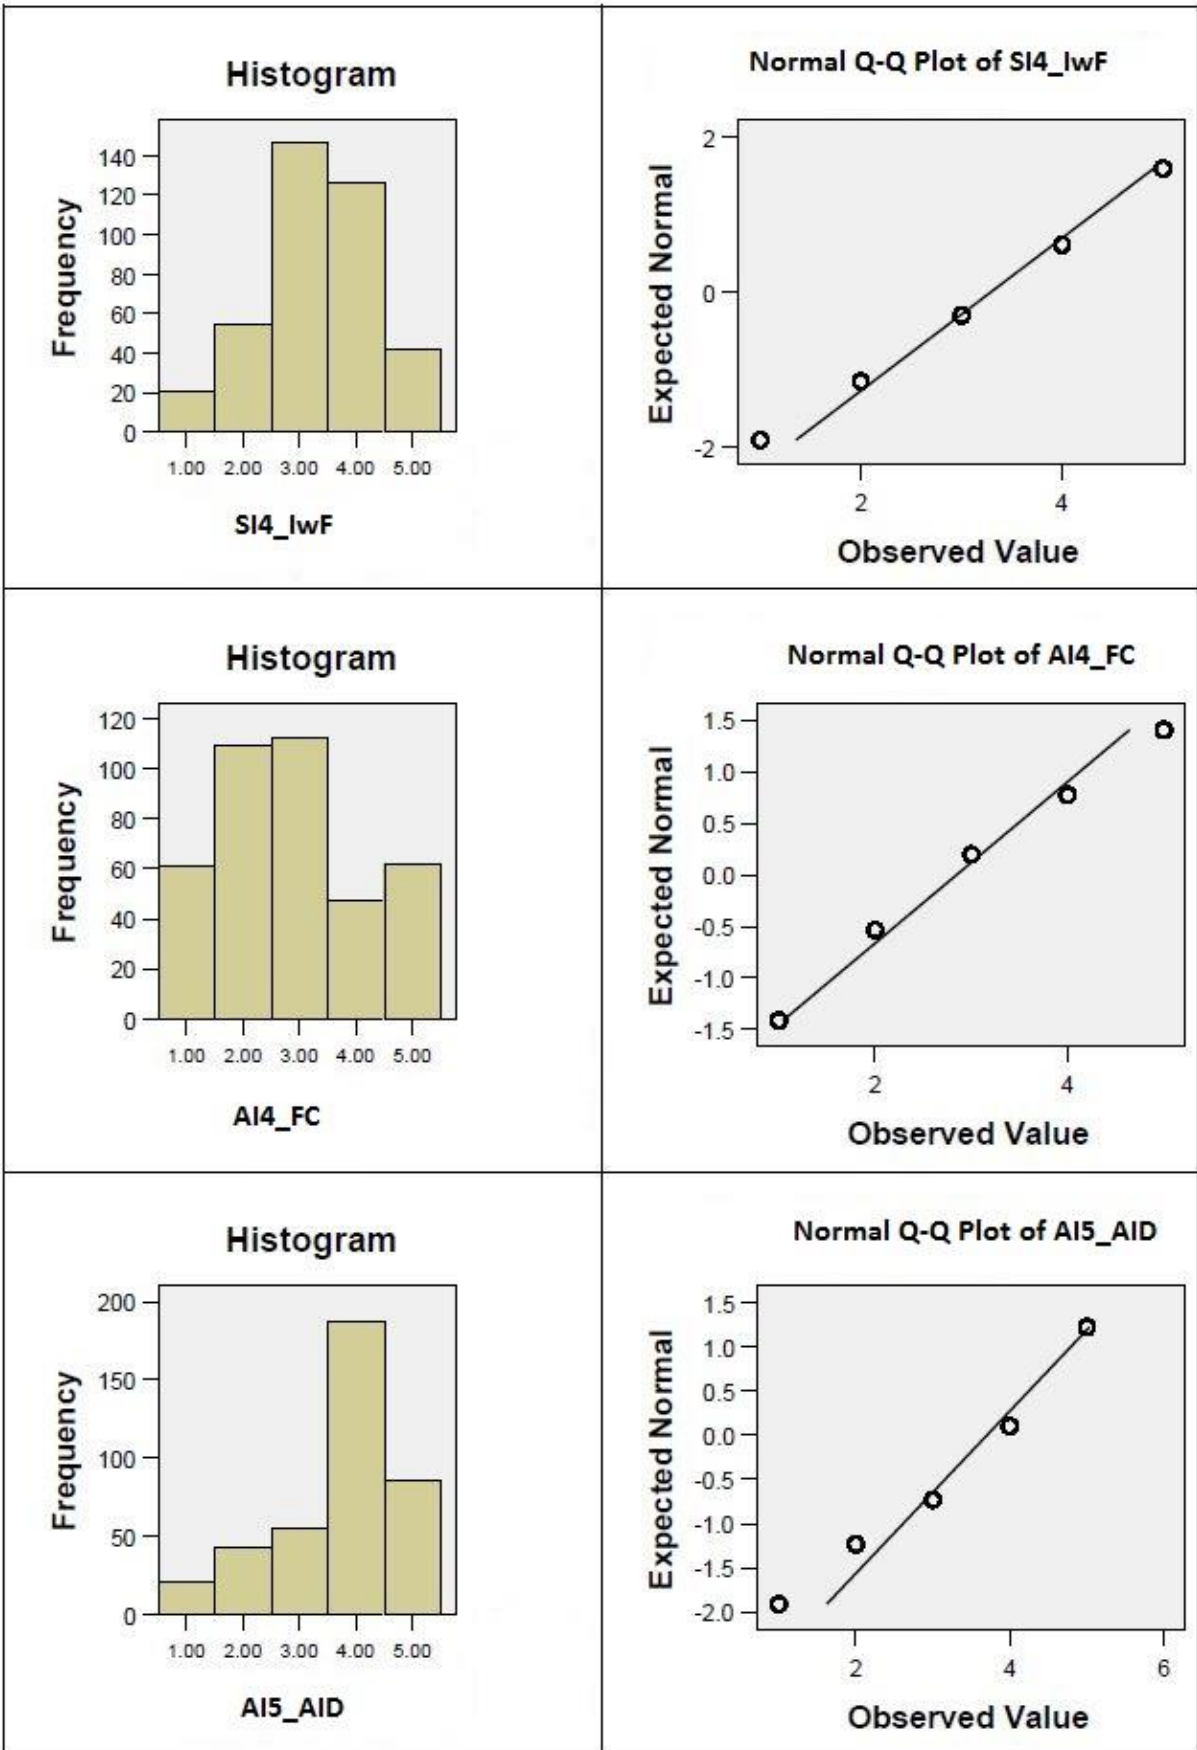 Histogram
Frequency
140
120
100
80
60
40
20
0
1.00 2.00 3.00 4.00 5.00
SI4_IwF
Normal Q-Q Plot of SI4_IwF
Expected Normal
2
0
-2
2 4
Observed Value
Histogram
Frequency
120
100
80
60
40
20
0
1.00 2.00 3.00 4.00 5.00
AI4_FC
Normal Q-Q Plot of AI4_FC
Expected Normal
1.5
1.0
0.5
0.0
-0.5
-1.0
-1.5
2 4
Observed Value
Histogram
Frequency
200
150
100
50
0
1.00 2.00 3.00 4.00 5.00
AI5_AID
Normal Q-Q Plot of AI5_AID
Expected Normal
1.5
1.0
0.5
0.0
-0.5
-1.0
-1.5
-2.0
2 4 6
Observed Value